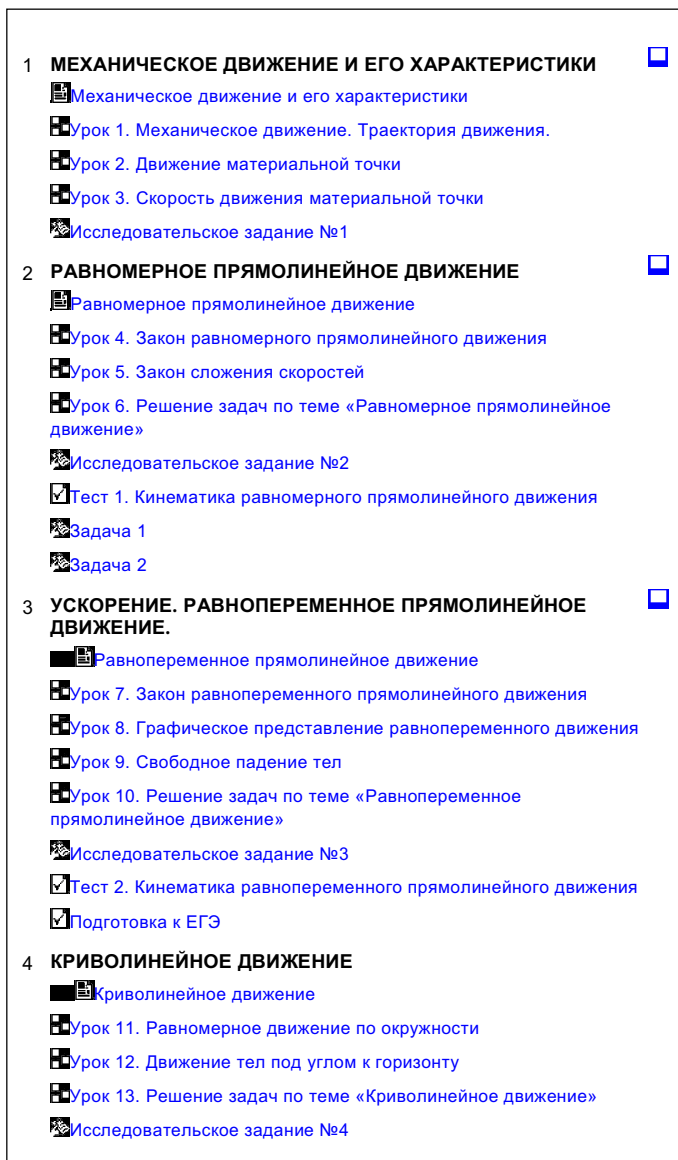 1 МЕХАНИЧЕСКОЕ ДВИЖЕНИЕ И ЕГО ХАРАКТЕРИСТИКИ
Механическое движение и его характеристики
Урок 1. Механическое движение. Траектория движения.
Урок 2. Движение материальной точки
Урок 3. Скорость движения материальной точки
Исследовательское задание №1
2 РАВНОМЕРНОЕ ПРЯМОЛИНЕЙНОЕ ДВИЖЕНИЕ
Равномерное прямолинейное движение
Урок 4. Закон равномерного прямолинейного движения
Урок 5. Закон сложения скоростей
Урок 6. Решение задач по теме «Равномерное прямолинейное
движение»
Исследовательское задание №2
Тест 1. Кинематика равномерного прямолинейного движения
Задача 1
Задача 2
3 УСКОРЕНИЕ. РАВНОПЕРЕМЕННОЕ ПРЯМОЛИНЕЙНОЕ
ДВИЖЕНИЕ.
Равнопеременное прямолинейное движение
Урок 7. Закон равнопеременного прямолинейного движения
Урок 8. Графическое представление равнопеременного движения
Урок 9. Свободное падение тел
Урок 10. Решение задач по теме «Равнопеременное
прямолинейное движение»
Исследовательское задание №3
Тест 2. Кинематика равнопеременного прямолинейного движения
Подготовка к ЕГЭ
4 КРИВОЛИНЕЙНОЕ ДВИЖЕНИЕ
Криволинейное движение
Урок 11. Равномерное движение по окружности
Урок 12. Движение тел под углом к горизонту
Урок 13. Решение задач по теме «Криволинейное движение»
Исследовательское задание №4